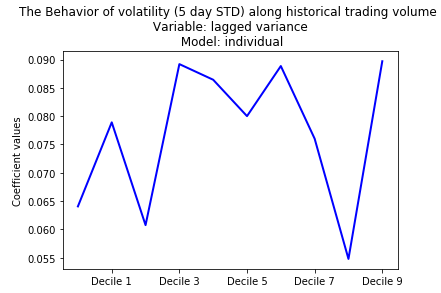 The Behavior of volatility (5 day STD) along historical trading volume
Variable: lagged variance
Model: individual
0.090
0.085
0.080
0.075
0.070
0.065
0.060
0.055
Coefficient values
Decile 1 Decile 3 Decile 5 Decile 7 Decile 9